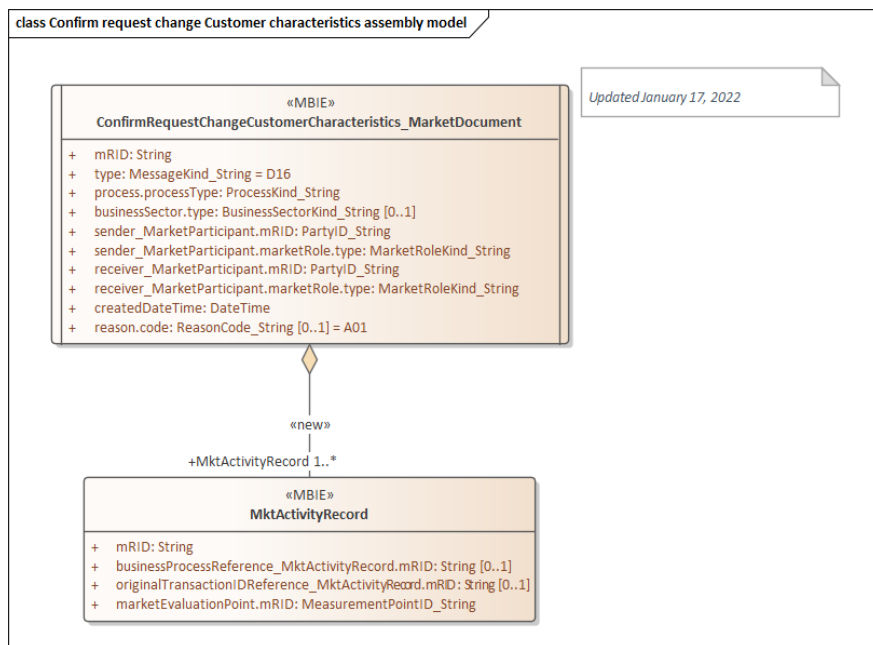 class Confirm request change Customer characteristics assembly model
Updated January 17, 2022
«MBIE»
ConfirmRequestChangeCustomerCharacteristics_MarketDocument
+ mRID: String
+ type: MessageKind_String = D16
+ process.processType: ProcessKind_String
+ businessSector.type: BusinessSectorKind_String [0..1]
+ sender_MarketParticipant.mRID: PartyID_String
+ sender_MarketParticipant.marketRole.type: MarketRoleKind_String
+ receiver_MarketParticipant.mRID: PartyID_String
+ receiver_MarketParticipant.marketRole.type: MarketRoleKind_String
+ createdDateTime: DateTime
+ reason.code: ReasonCode_String [0..1] = A01
«new»
+MktActivityRecord 1..*
«MBIE»
MktActivityRecord
+ mRID: String
+ businessProcessReference_MktActivityRecord.mRID: String [0..1]
+ originalTransactionIDReference_MktActivityRecord.mRID: String [0..1]
+ marketEvaluationPoint.mRID: MeasurementPointID_String